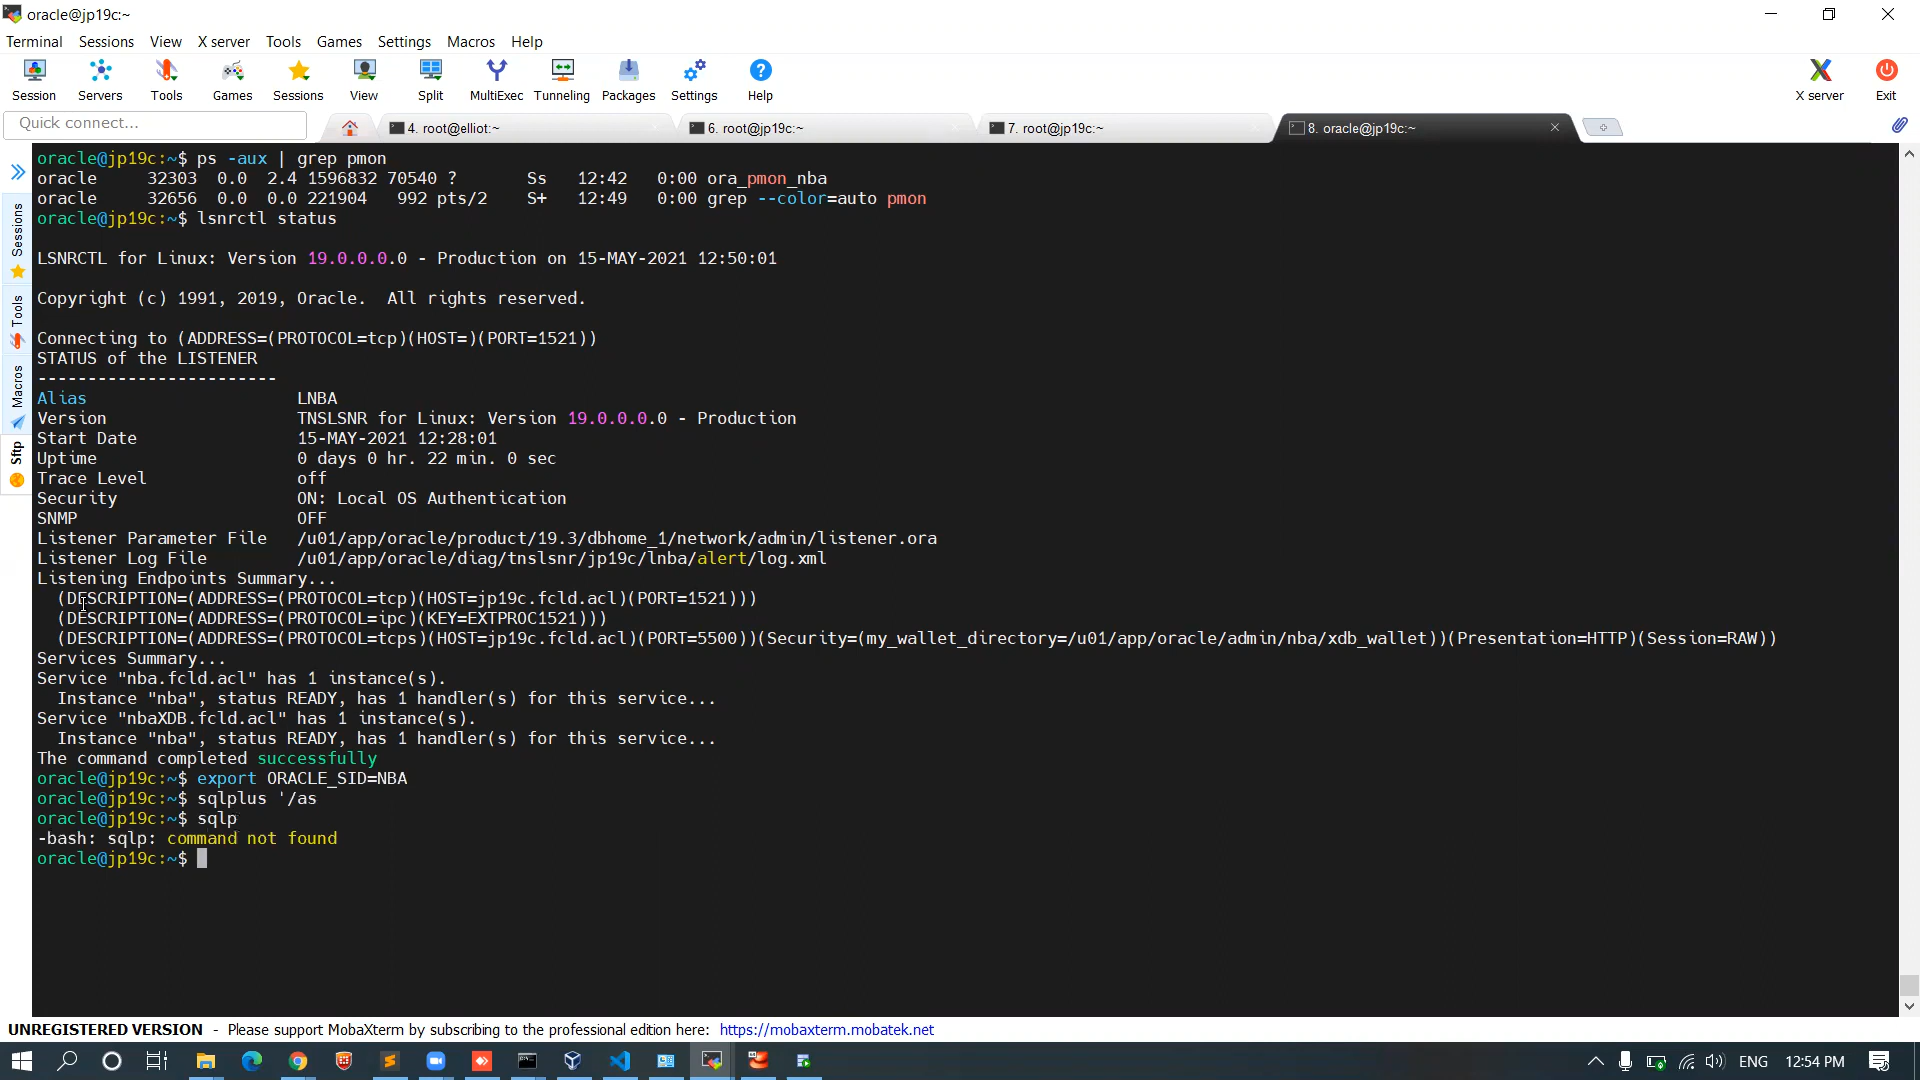 oracle@jp19c:~
Terminal Sessions View X server Tools Games Settings Macros Help
Session Servers Tools Games Sessions View Split MultiExec Tunneling Packages Settings Help X server Exit
Quick connect...
4. root@elliot:~
6. root@jp19c:~
7. root@jp19c:~
8. oracle@jp19c:~
Sessions
Tools
Macros
Sftp
oracle@jp19c:~$ ps -aux | grep pmon
oracle     32303  0.0  2.4 1596832 70540 ?       Ss   12:42   0:00 ora_pmon_nba
oracle     32656  0.0  0.0 221904   992 pts/2    S+   12:49   0:00 grep --color=auto pmon
oracle@jp19c:~$ lsnrctl status
LSNRCTL for Linux: Version 19.0.0.0.0 - Production on 15-MAY-2021 12:50:01
Copyright (c) 1991, 2019, Oracle.  All rights reserved.
Connecting to (ADDRESS=(PROTOCOL=tcp)(HOST=)(PORT=1521))
STATUS of the LISTENER
------------------------
Alias                     LNBA
Version                   TNSLSNR for Linux: Version 19.0.0.0.0 - Production
Start Date                15-MAY-2021 12:28:01
Uptime                    0 days 0 hr. 22 min. 0 sec
Trace Level               off
Security                  ON: Local OS Authentication
SNMP                      OFF
Listener Parameter File   /u01/app/oracle/product/19.3/dbhome_1/network/admin/listener.ora
Listener Log File         /u01/app/oracle/diag/tnslsnr/jp19c/lnba/alert/log.xml
Listening Endpoints Summary...
  (DESCRIPTION=(ADDRESS=(PROTOCOL=tcp)(HOST=jp19c.fcld.acl)(PORT=1521)))
  (DESCRIPTION=(ADDRESS=(PROTOCOL=ipc)(KEY=EXTPROC1521)))
  (DESCRIPTION=(ADDRESS=(PROTOCOL=tcps)(HOST=jp19c.fcld.acl)(PORT=5500))(Security=(my_wallet_directory=/u01/app/oracle/admin/nba/xdb_wallet))(Presentation=HTTP)(Session=RAW))
Services Summary...
Service "nba.fcld.acl" has 1 instance(s).
  Instance "nba", status READY, has 1 handler(s) for this service...
Service "nbaXDB.fcld.acl" has 1 instance(s).
  Instance "nba", status READY, has 1 handler(s) for this service...
The command completed successfully
oracle@jp19c:~$ export ORACLE_SID=NBA
oracle@jp19c:~$ sqlplus '/as
oracle@jp19c:~$ sqlp
-bash: sqlp: command not found
oracle@jp19c:~$
UNREGISTERED VERSION - Please support MobaXterm by subscribing to the professional edition here: https://mobaxterm.mobatek.net
ENG 12:54 PM